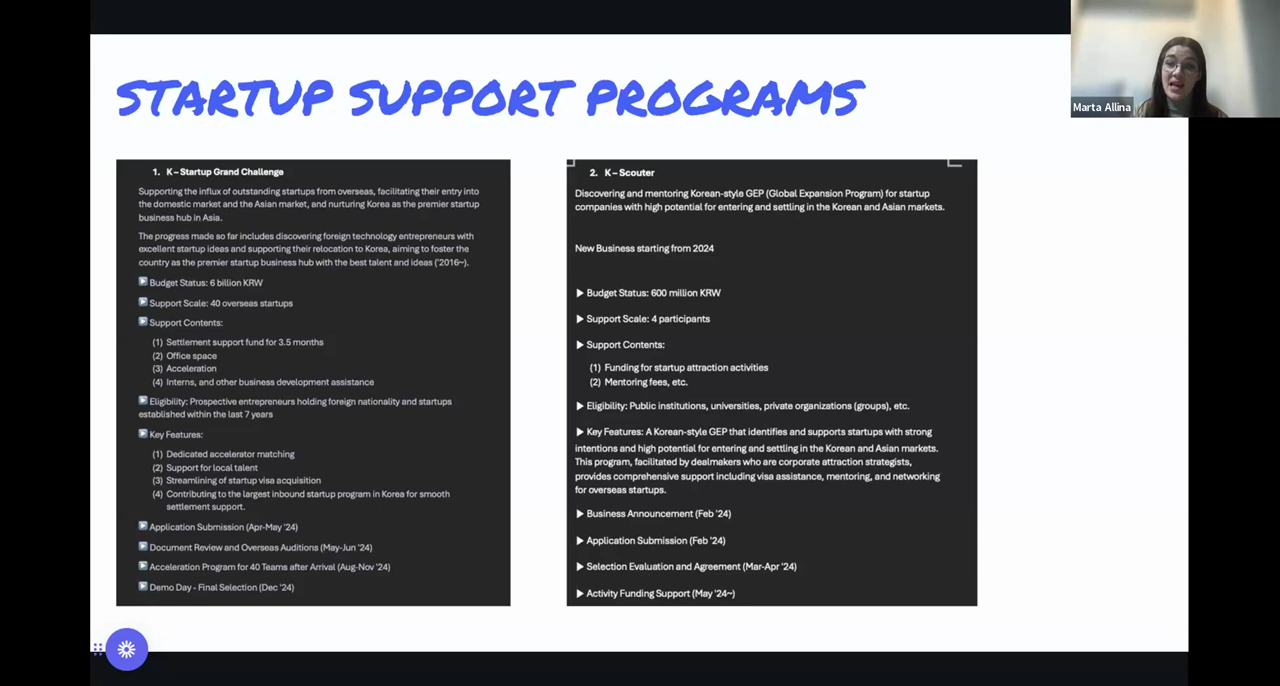 STARTUP SUPPORT PROGRAMS
Marta Allina
1. K – Startup Grand Challenge
Supporting the influx of outstanding startups from overseas, facilitating their entry into
the domestic market and the Asian market, and nurturing Korea as the premier startup
business hub in Asia.
The progress made so far includes discovering foreign technology entrepreneurs with
excellent startup ideas and supporting their relocation to Korea, aiming to foster the
country as the premier startup business hub with the best talent and ideas ('2016~).
▶ Budget Status: 6 billion KRW
▶ Support Scale: 40 overseas startups
▶ Support Contents:
(1) Settlement support fund for 3.5 months
(2) Office space
(3) Acceleration
(4) Interns, and other business development assistance
▶ Eligibility: Prospective entrepreneurs holding foreign nationality and startups
established within the last 7 years
▶ Key Features:
(1) Dedicated accelerator matching
(2) Support for local talent
(3) Streamlining of startup visa acquisition
(4) Contributing to the largest inbound startup program in Korea for smooth
settlement support.
▶ Application Submission (Apr-May '24)
▶ Document Review and Overseas Auditions (May-Jun '24)
▶ Acceleration Program for 40 Teams after Arrival (Aug-Nov '24)
▶ Demo Day - Final Selection (Dec '24)
2. K – Scouter
Discovering and mentoring Korean-style GEP (Global Expansion Program) for startup
companies with high potential for entering and settling in the Korean and Asian markets.
New Business starting from 2024
▶ Budget Status: 600 million KRW
▶ Support Scale: 4 participants
▶ Support Contents:
(1) Funding for startup attraction activities
(2) Mentoring fees, etc.
▶ Eligibility: Public institutions, universities, private organizations (groups), etc.
▶ Key Features: A Korean-style GEP that identifies and supports startups with strong
intentions and high potential for entering and settling in the Korean and Asian markets.
This program, facilitated by dealmakers who are corporate attraction strategists,
provides comprehensive support including visa assistance, mentoring, and networking
for overseas startups.
▶ Business Announcement (Feb '24)
▶ Application Submission (Feb '24)
▶ Selection Evaluation and Agreement (Mar-Apr '24)
▶ Activity Funding Support (May '24~)